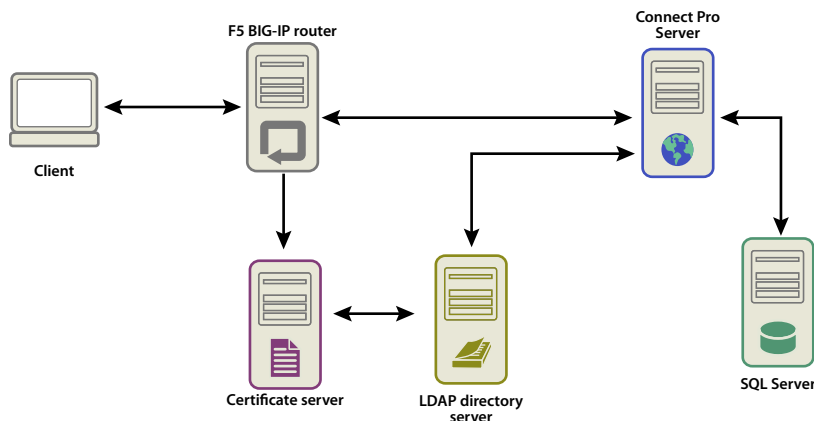 F5 BIG-IP router
Connect Pro
Server
Client
Certificate server
LDAP directory
server
SQL Server